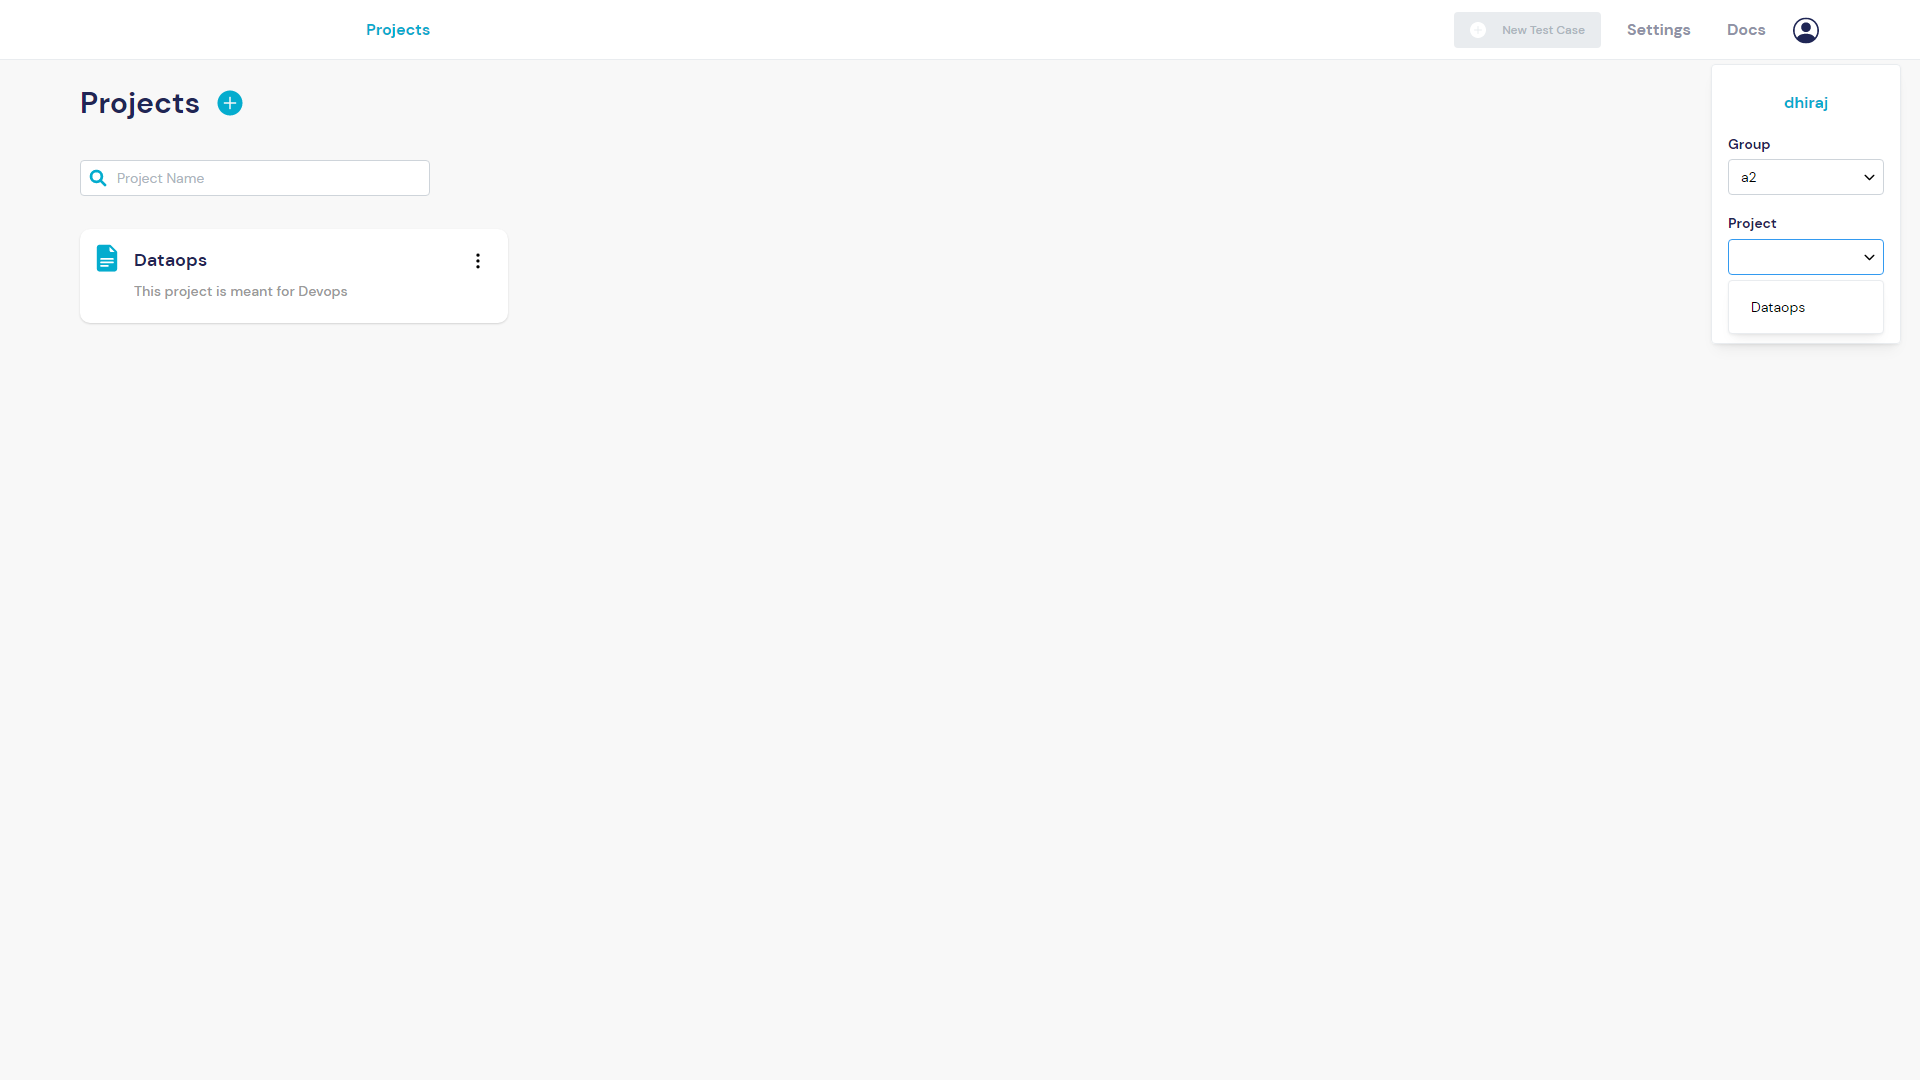 Projects
New Test Case
Settings
Docs
Projects
Project Name
Dataops
This project is meant for Devops
dhiraj
Group
a2
Project
Dataops